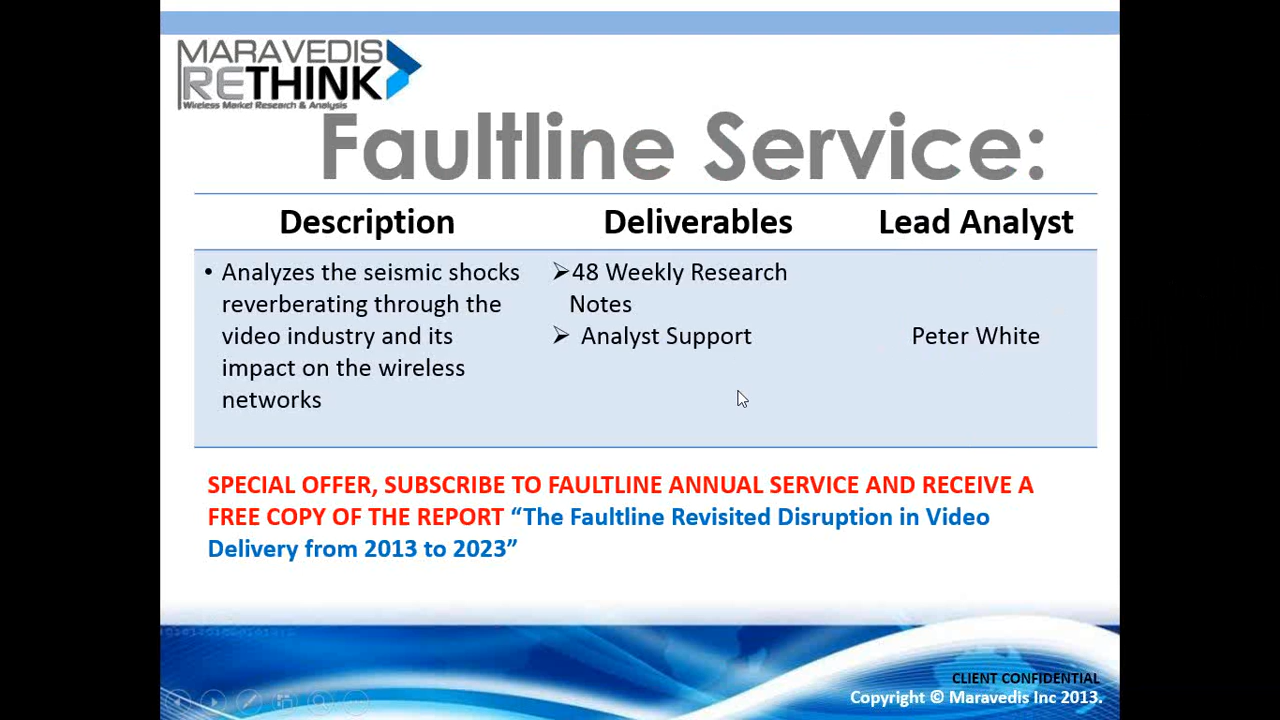 MARAVEDIS
RETHINK
Wireless Market Research & Analysis
Faultline Service:
Description Deliverables Lead Analyst
• Analyzes the seismic shocks
reverberating through the
video industry and its
impact on the wireless
networks
➢48 Weekly Research
Notes
➢ Analyst Support
Peter White
SPECIAL OFFER, SUBSCRIBE TO FAULTLINE ANNUAL SERVICE AND RECEIVE A
FREE COPY OF THE REPORT “The Faultline Revisited Disruption in Video
Delivery from 2013 to 2023”
CLIENT CONFIDENTIAL
Copyright © Maravedis Inc 2013.